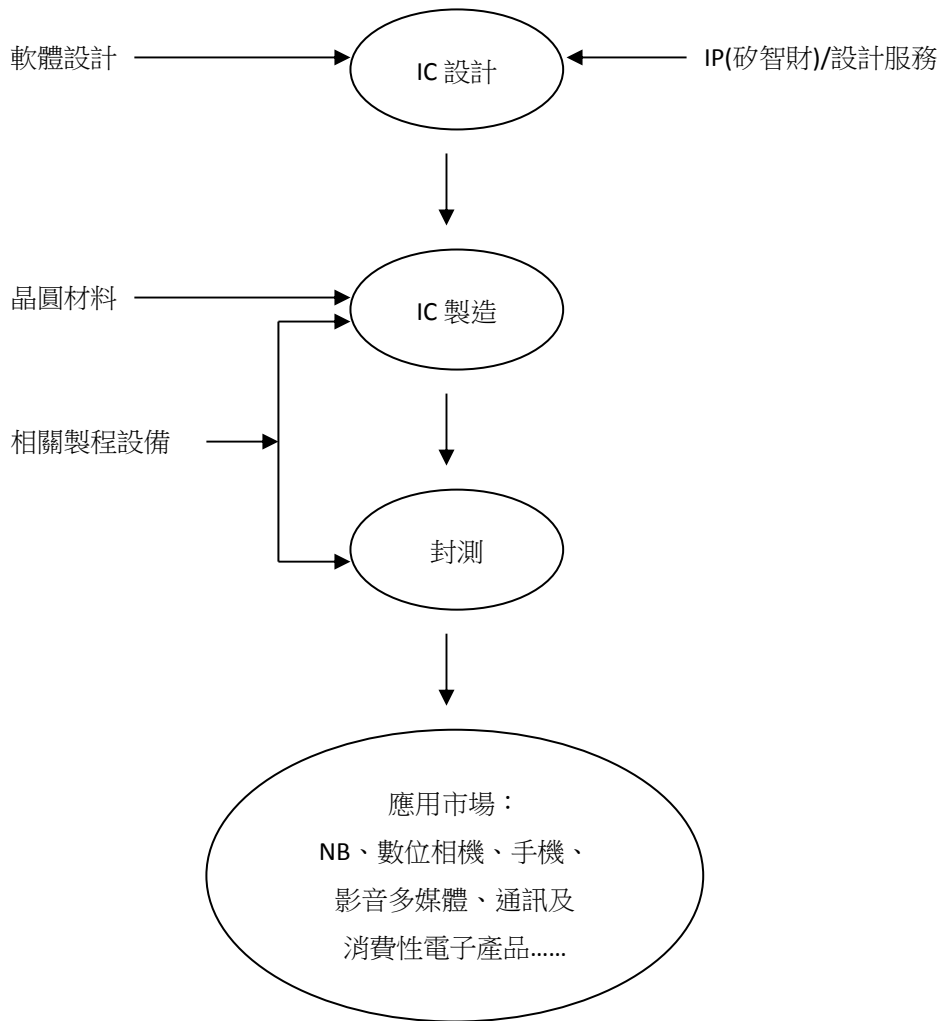 軟體設計
IC 設計
IP(矽智財)/設計服務
晶圓材料
IC 製造
相關製程設備
封測
應用市場：
NB、數位相機、手機、
影音多媒體、通訊及
消費性電子產品......